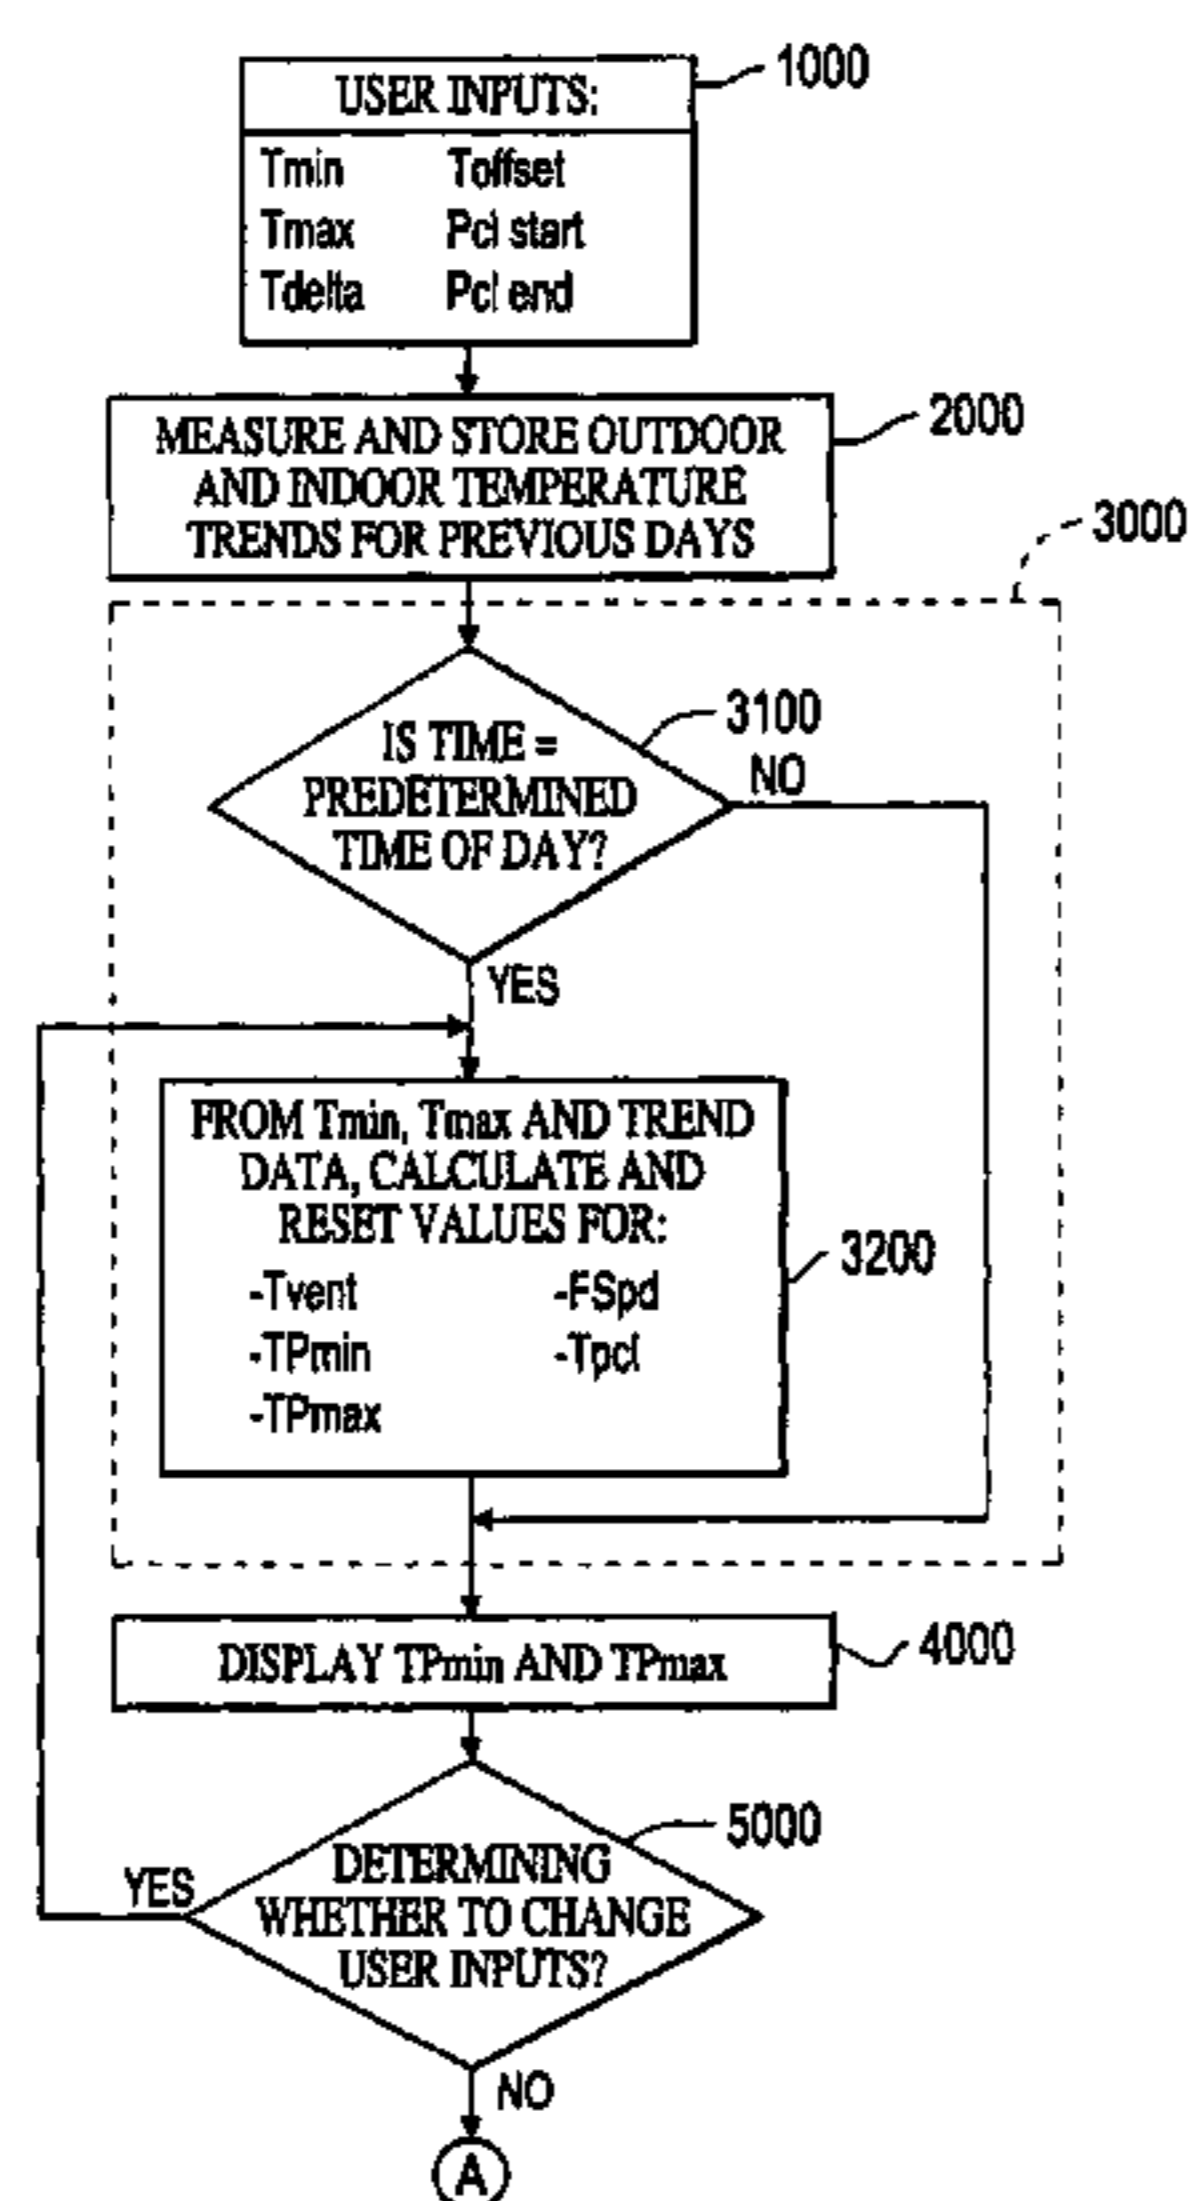 1000
USER INPUTS:
Tmin Toffset
Tmax Pcl start
Tdelta Pcl end
2000
MEASURE AND STORE OUTDOOR
AND INDOOR TEMPERATURE
TRENDS FOR PREVIOUS DAYS
3000
3100
IS TIME =
PREDETERMINED
TIME OF DAY?
NO
YES
FROM Tmin, Tmax AND TREND
DATA, CALCULATE AND
RESET VALUES FOR:
3200
-Tvent -FSpd
-TPmin -Tpcl
-TPmax
4000
DISPLAY TPmin AND TPmax
5000
DETERMINING
WHETHER TO CHANGE
USER INPUTS?
YES
NO
A